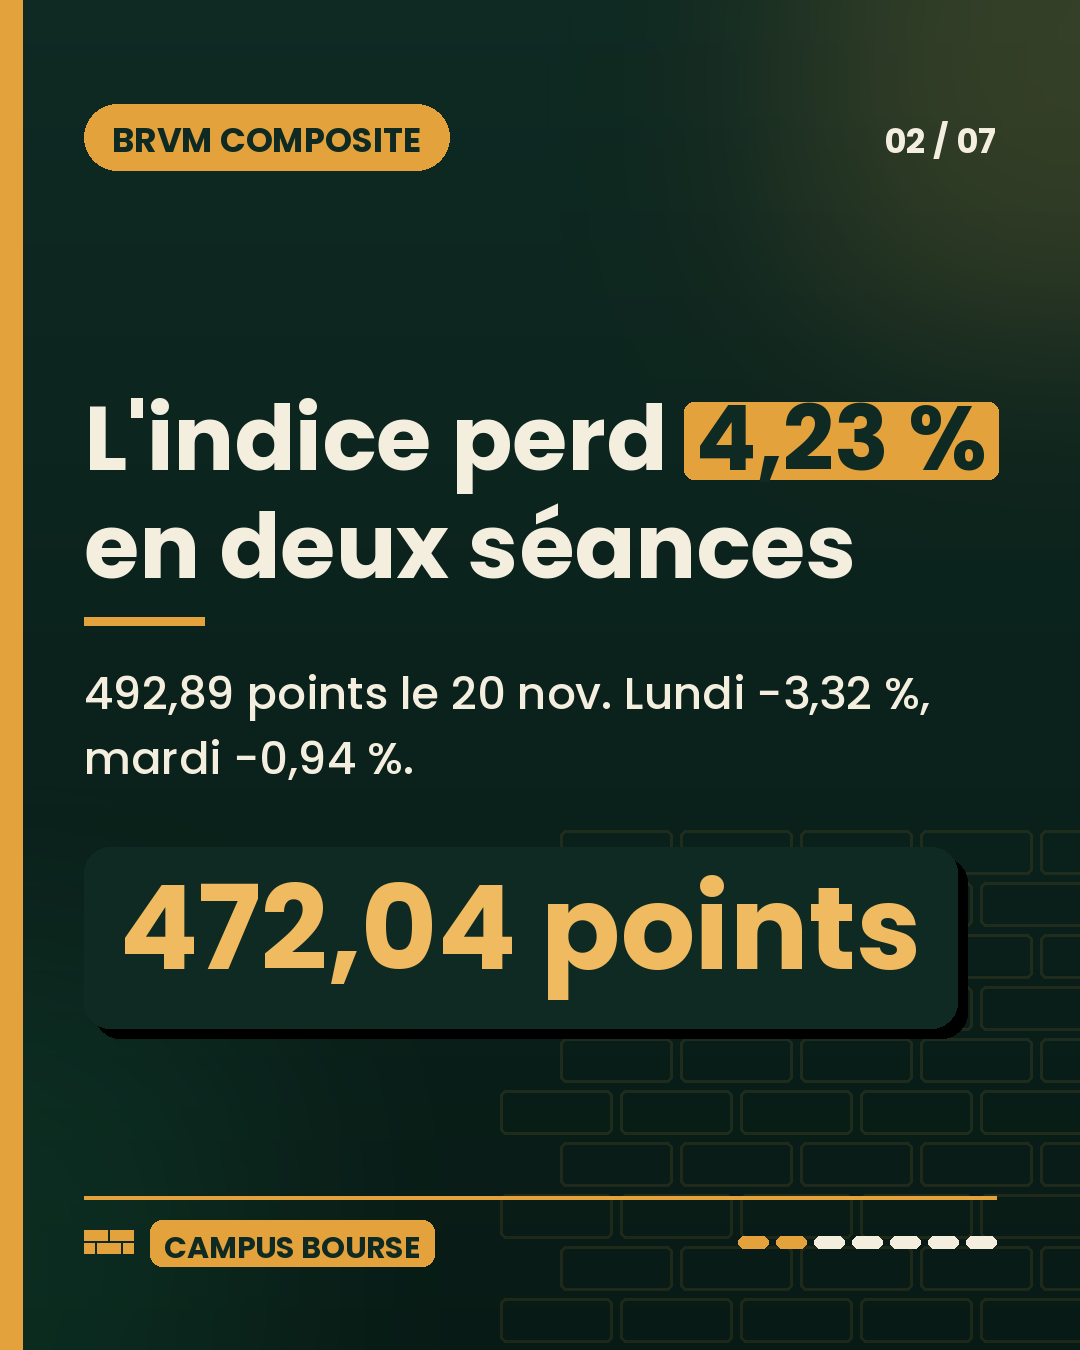 BRVM COMPOSITE
02 / 07
L'indice perd 4,23 %
en deux séances
492,89 points le 20 nov. Lundi −3,32 %,
mardi −0,94 %.
472,04 points
CAMPUS BOURSE